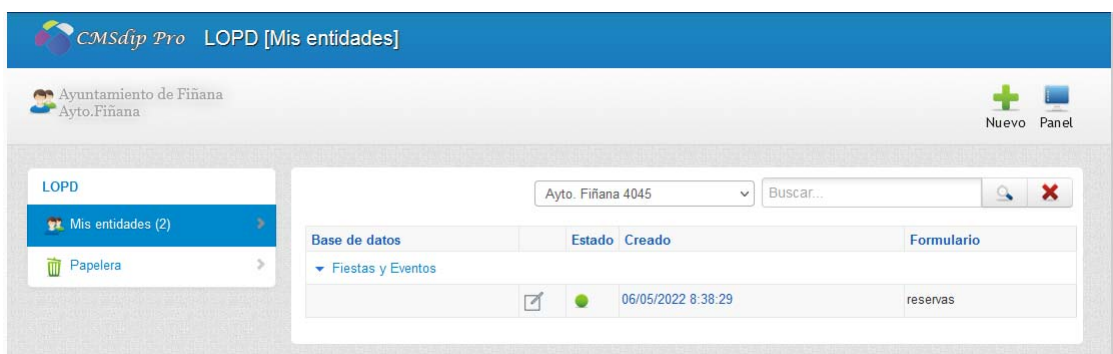 CMSdip Pro LOPD [Mis entidades]
Ayuntamiento de Fiñana
Ayto.Fiñana
Nuevo Panel
LOPD
Mis entidades (2)
Papelera
Ayto. Fiñana 4045 Buscar...
Base de datos Estado Creado Formulario
Fiestas y Eventos
06/05/2022 8:38:29 reservas